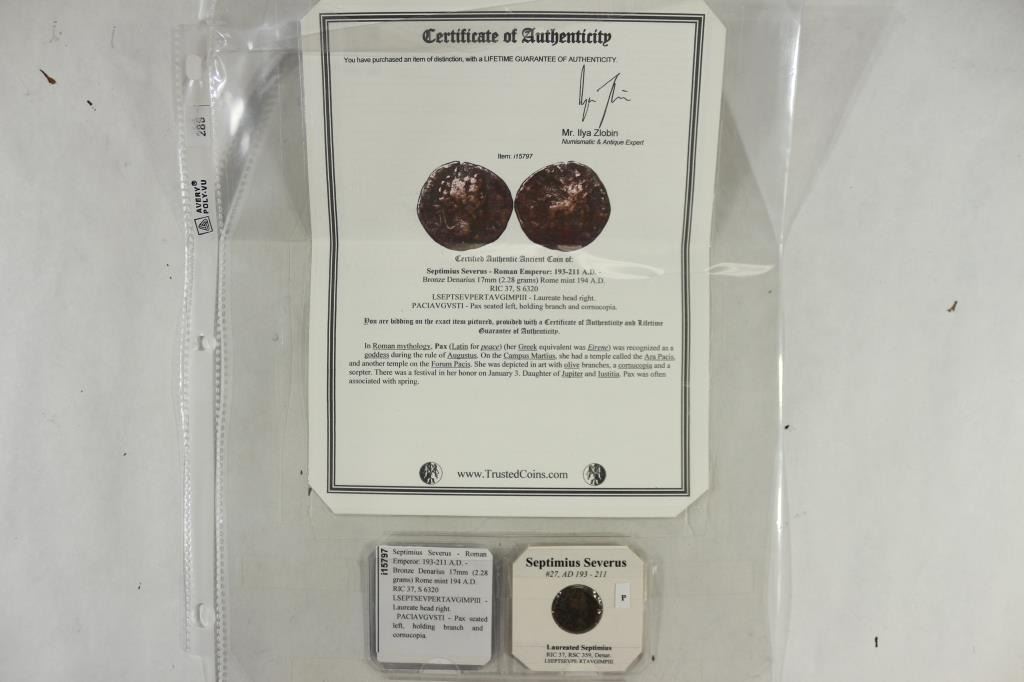 Certificate of Authenticity
You have purchased an item of distinction, with a LIFETIME GUARANTEE OF AUTHENTICITY.
Mr. Ilya Zlobin
Numismatic & Antique Expert
Item: i15797
Certified Authentic Ancient Coin of:
Septimius Severus - Roman Emperor: 193-211 A.D. -
Bronze Denarius 17mm (2.28 grams) Rome mint 194 A.D.
RIC 37, S 6320
LSEPTSEVPERTAVGIMPIII - Laureate head right.
PACIAVGVSTI - Pax seated left, holding branch and cornucopia.
You are bidding on the exact item pictured, provided with a Certificate of Authenticity and Lifetime
Guarantee of Authenticity.
In Roman mythology, Pax (Latin for peace) (her Greek equivalent was Eirene) was recognized as a
goddess during the rule of Augustus. On the Campus Martius, she had a temple called the Ara Pacis,
and another temple on the Forum Pacis. She was depicted in art with olive branches, a cornucopia and a
scepter. There was a festival in her honor on January 3. Daughter of Jupiter and Iustitia. Pax was often
associated with spring.
www.TrustedCoins.com
288
AVERY®
POLY-VU
i15797
Septimius Severus - Roman
Emperor: 193-211 A.D. -
Bronze Denarius 17mm (2.28
grams) Rome mint 194 A.D.
RIC 37, S 6320
LSEPTSEVPERTAVGIMPIII -
Laureate head right.
PACIAVGVSTI - Pax seated
left, holding branch and
cornucopia.
Septimius Severus
#27, AD 193 - 211
P
Laureated Septimius
RIC 37, RSC 359, Denar.
LSEPTSEVPE-RTAVGIMPIII